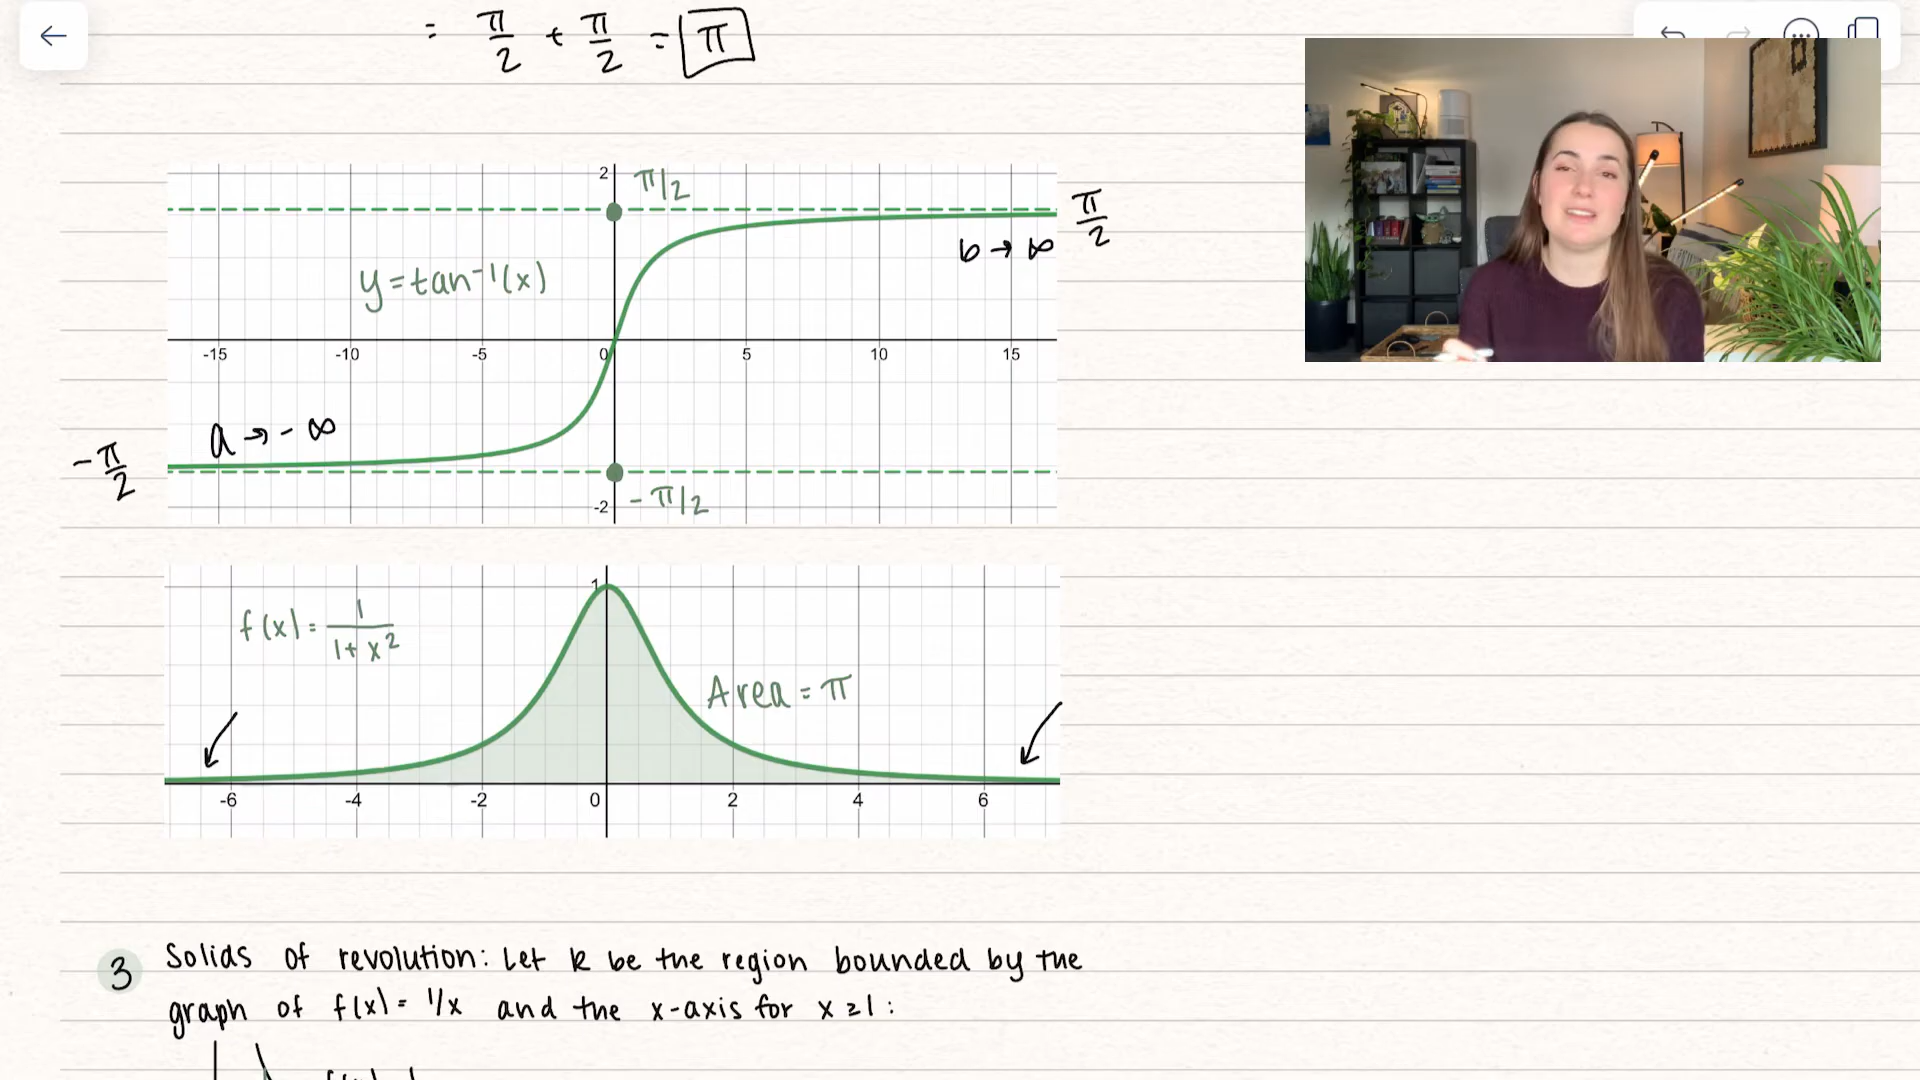 = π/2 + π/2 = π
2
π/2
π/2
b → ∞
y = tan⁻¹(x)
-15 -10 -5 0 5 10 15
a → -∞
-π/2
-π/2
-2
1
f(x) = 1/(1+x²)
Area = π
-6 -4 -2 0 2 4 6
3 Solids of revolution: Let R be the region bounded by the
graph of f(x) = 1/x and the x-axis for x ≥ 1: